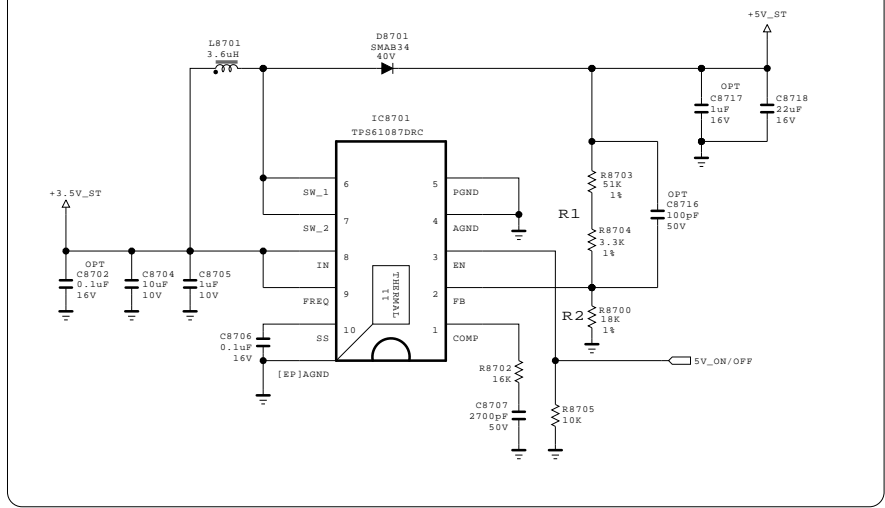 +5V_ST
L8701
3.6uH
D8701
SMAB34
40V
OPT
C8717
1uF
16V
C8718
22uF
16V
IC8701
TPS61087DRC
+3.5V_ST
SW_1
6
5
PGND
SW_2
7
4
AGND
IN
8
3
EN
FREQ
9
2
FB
SS
10
1
COMP
THERMAL
11
[EP]AGND
R1
R8703
51K
1%
R8704
3.3K
1%
OPT
C8716
100pF
50V
R2
R8700
18K
1%
OPT
C8702
0.1uF
16V
C8704
10uF
10V
C8705
1uF
10V
C8706
0.1uF
16V
R8702
16K
C8707
2700pF
50V
R8705
10K
5V_ON/OFF